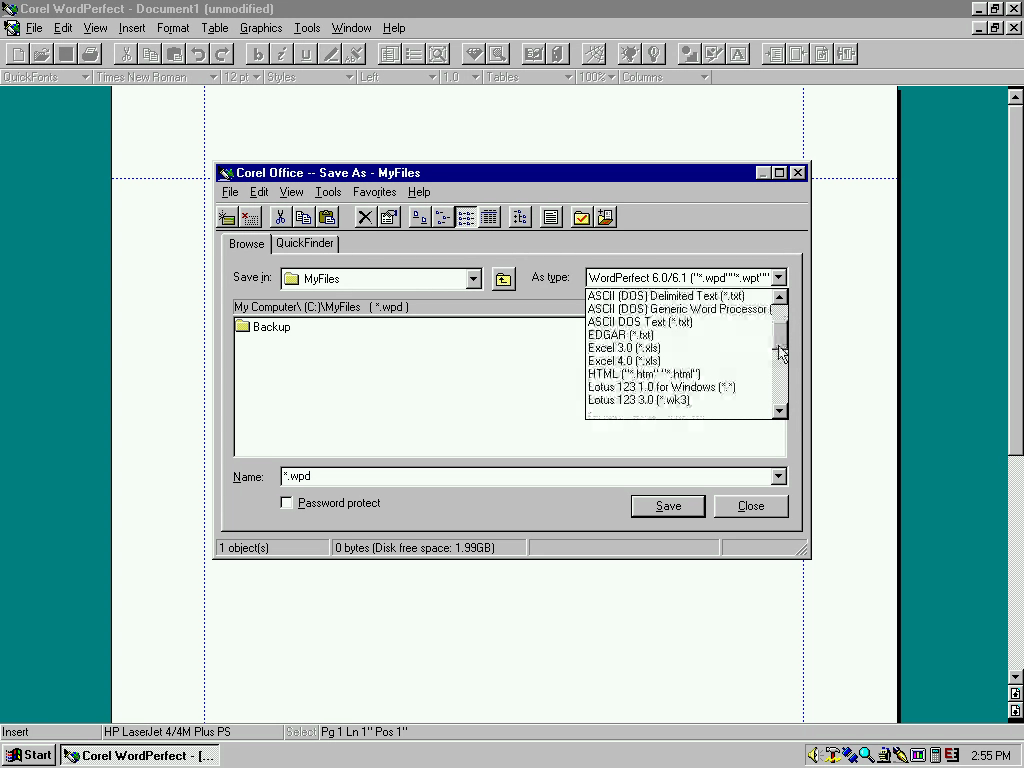 Corel WordPerfect - Document1 (unmodified)
File Edit View Insert Format Table Graphics Tools Window Help
QuickFonts Times New Roman 12 pt Styles Left 1.0 Tables 100% Columns
Corel Office -- Save As - MyFiles
File Edit View Tools Favorites Help
Browse QuickFinder
Save in: MyFiles As type: WordPerfect 6.0/6.1 ("*.wpd""*.wpt""
My Computer\ (C:)\MyFiles ( *.wpd )
Backup
ASCII (DOS) Delimited Text (*.txt)
ASCII (DOS) Generic Word Processor (
ASCII DOS Text (*.txt)
EDGAR (*.txt)
Excel 3.0 (*.xls)
Excel 4.0 (*.xls)
HTML ("*.htm" "*.html")
Lotus 123 1.0 for Windows (*.*)
Lotus 123 3.0 (*.wk3)
Name: *.wpd
Password protect
Save Close
1 object(s) 0 bytes (Disk free space: 1.99GB)
Insert HP LaserJet 4/4M Plus PS Select Pg 1 Ln 1" Pos 1"
Start Corel WordPerfect - [... 2:55 PM